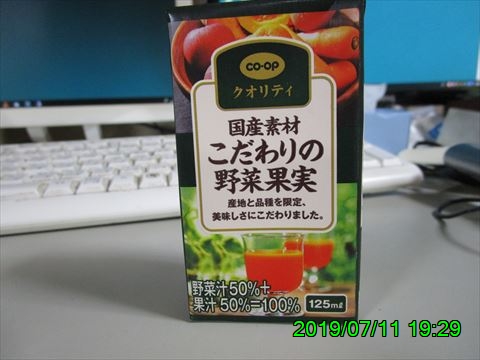 CO-OP
クオリティ
国産素材
こだわりの
野菜果実
産地と品種を限定、
美味しさにこだわりました。
野菜汁50%+
果汁50%=100%
125mℓ
2019/07/11 19:29